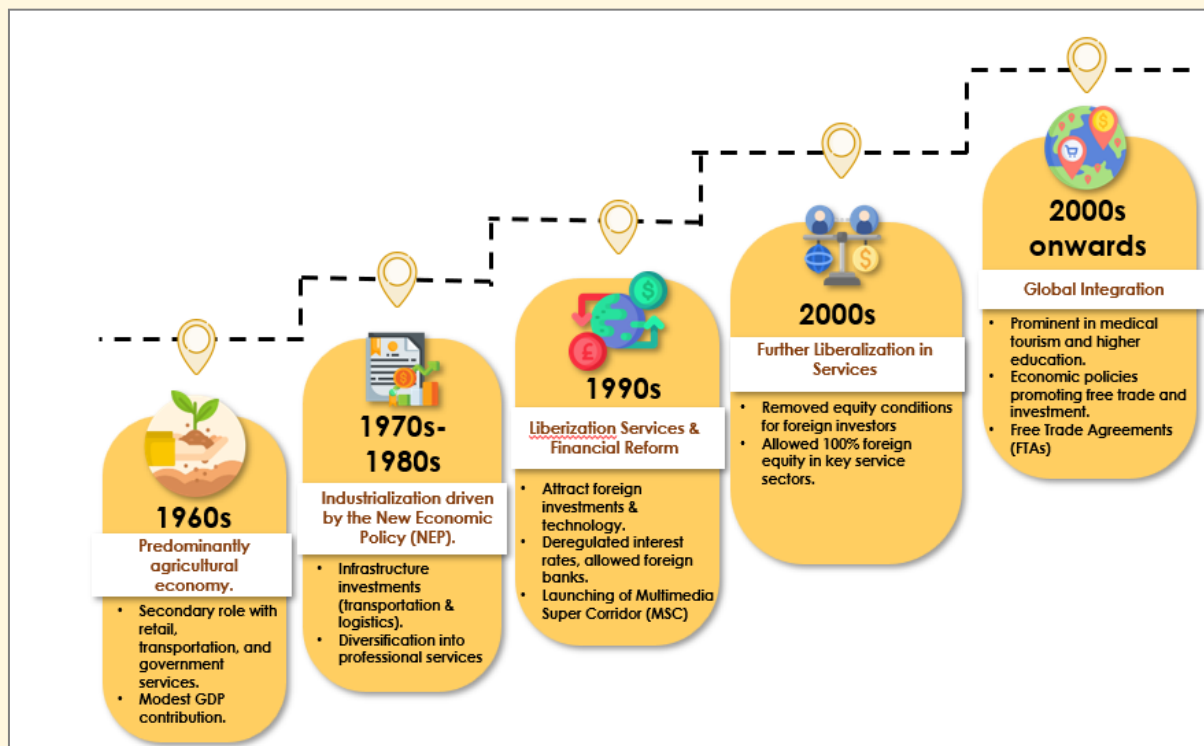 1960s
Predominantly
agricultural
economy.
• Secondary role with
retail,
transportation, and
government
services.
• Modest GDP
contribution.
1970s-
1980s
Industrialization driven
by the New Economic
Policy (NEP).
• Infrastructure
investments
(transportation &
logistics).
• Diversification into
professional services
1990s
Liberization Services &
Financial Reform
• Attract foreign
investments &
technology.
• Deregulated interest
rates, allowed foreign
banks.
• Launching of Multimedia
Super Corridor (MSC)
2000s
Further Liberalization in
Services
• Removed equity conditions
for foreign investors
• Allowed 100% foreign
equity in key service
sectors.
2000s
onwards
Global Integration
• Prominent in medical
tourism and higher
education.
• Economic policies
promoting free trade and
investment.
• Free Trade Agreements
(FTAs)